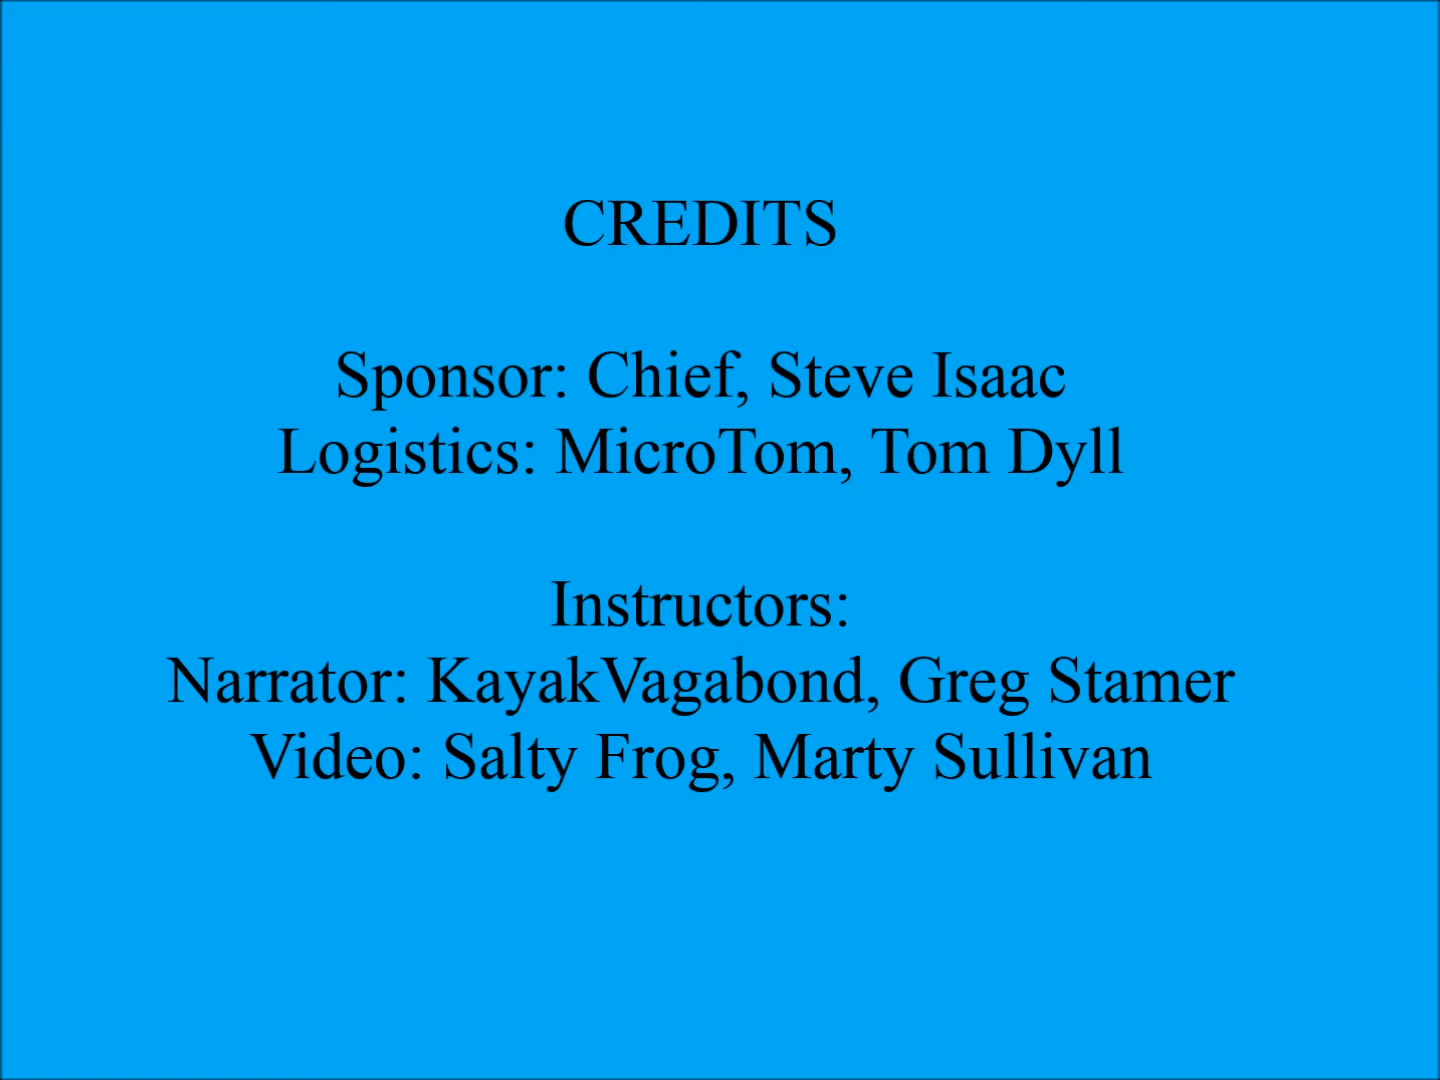 CREDITS
Sponsor: Chief, Steve Isaac
Logistics: MicroTom, Tom Dyll
Instructors:
Narrator: KayakVagabond, Greg Stamer
Video: Salty Frog, Marty Sullivan